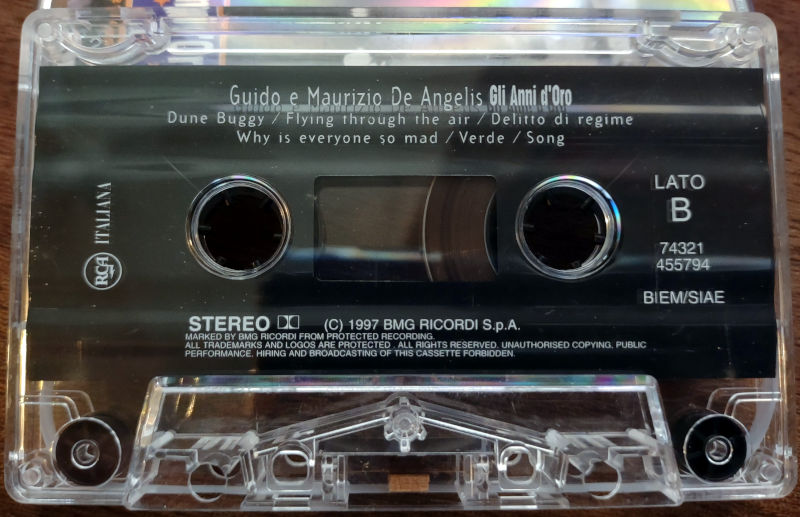 Guido e Maurizio De Angelis Gli Anni d'Oro
Dune Buggy / Flying through the air / Delitto di regime
Why is everyone so mad / Verde / Song
RCA ITALIANA
LATO
B
74321
455794
BIEM/SIAE
STEREO (C) 1997 BMG RICORDI S.p.A.
MARKED BY BMG RICORDI FROM PROTECTED RECORDING.
ALL TRADEMARKS AND LOGOS ARE PROTECTED . ALL RIGHTS RESERVED. UNAUTHORISED COPYING, PUBLIC
PERFORMANCE. HIRING AND BROADCASTING OF THIS CASSETTE FORBIDDEN.